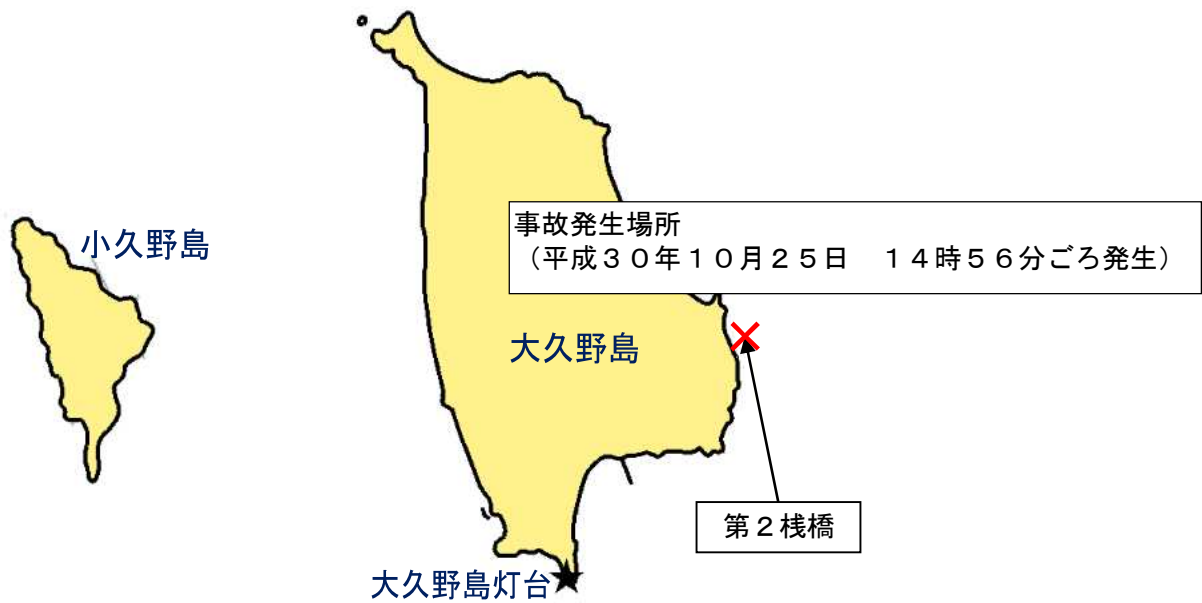 事故発生場所
（平成３０年１０月２５日　１４時５６分ごろ発生）
小久野島
大久野島
第２桟橋
大久野島灯台